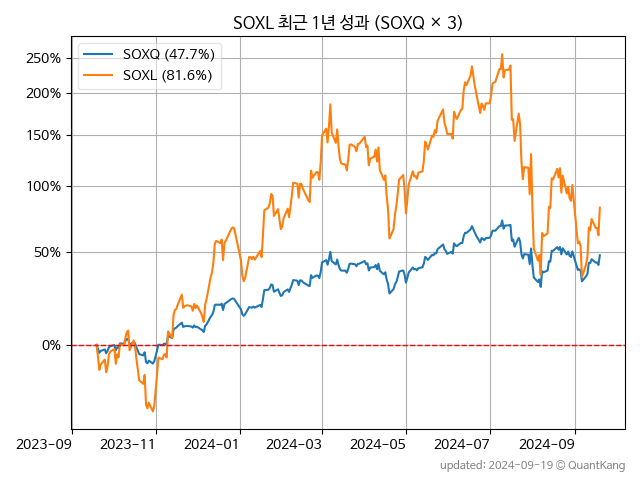 SOXL 최근 1년 성과 (SOXQ × 3)
SOXQ (47.7%)
SOXL (81.6%)
250%
200%
150%
100%
50%
0%
2023-09 2023-11 2024-01 2024-03 2024-05 2024-07 2024-09
updated: 2024-09-19 © QuantKang